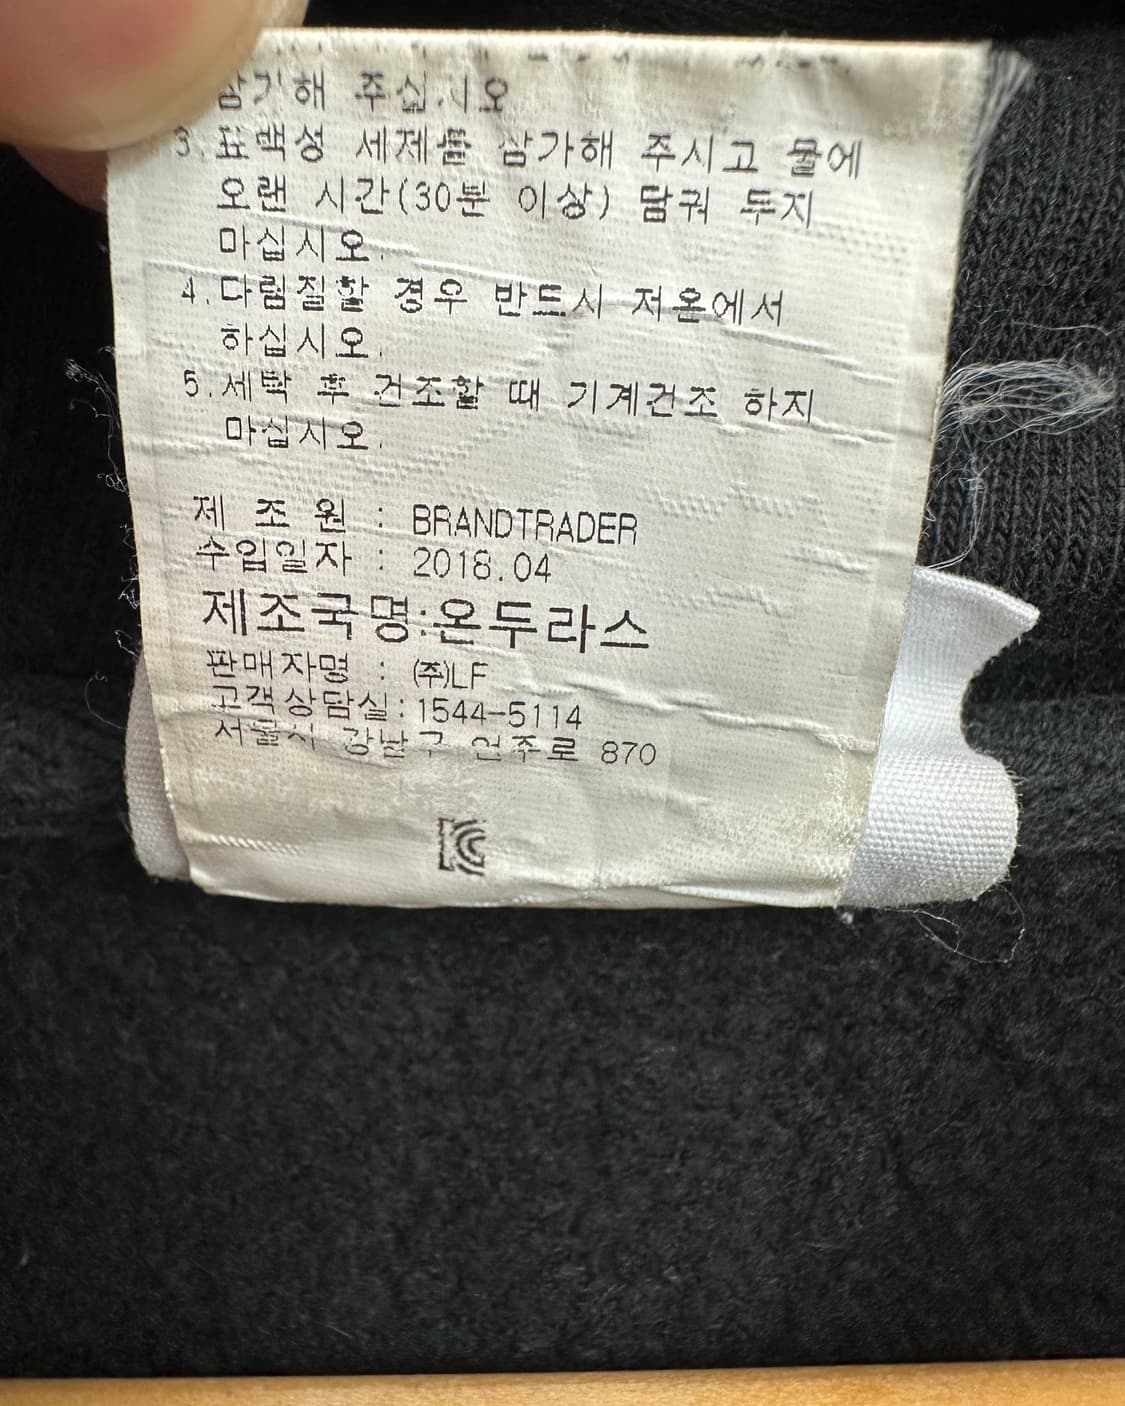 삼가해 주십시오
3.표백성 세제를 삼가해 주시고 물에
오랜 시간(30분 이상) 담궈 두지
마십시오.
4.다림질할 경우 반드시 저온에서
하십시오.
5.세탁 후 건조할 때 기계건조 하지
마십시오.
제 조 원 : BRANDTRADER
수입일자 : 2018.04
제조국명:온두라스
판매자명 : (주)LF
고객상담실:1544-5114
서울시 강남구 언주로 870